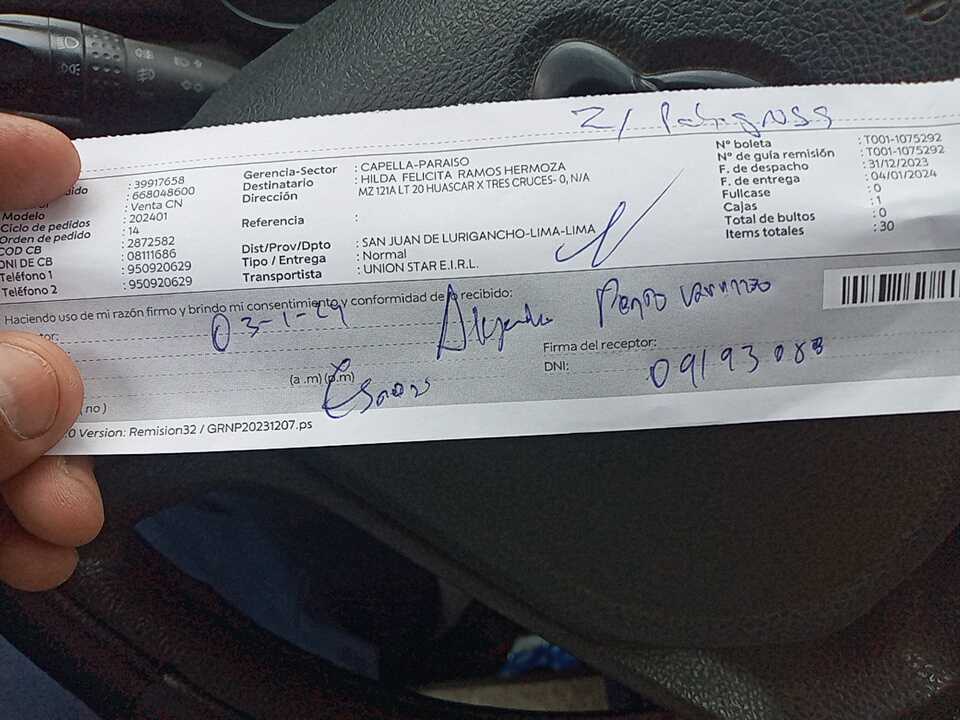 Z/ Peligrosa
dido : 39917658
: 668048600
: Venta CN
Modelo : 202401
Ciclo de pedidos : 14
Orden de pedido : 2872582
COD CB : 08111686
DNI DE CB : 950920629
Teléfono 1 : 950920629
Teléfono 2
Gerencia-Sector : CAPELLA-PARAISO
Destinatario : HILDA FELICITA RAMOS HERMOZA
Dirección MZ 121A LT 20 HUASCAR X TRES CRUCES- 0, N/A
Referencia :
Dist/Prov/Dpto : SAN JUAN DE LURIGANCHO-LIMA-LIMA
Tipo / Entrega : Normal
Transportista : UNION STAR E.I.R.L.
Nº boleta : T001-1075292
Nº de guía remisión : T001-1075292
F. de despacho : 31/12/2023
F. de entrega : 04/01/2024
Fullcase : 0
Cajas : 1
Total de bultos : 0
Items totales : 30
Haciendo uso de mi razón firmo y brindo mi consentimiento y conformidad de lo recibido:
tor: 03-1-24 Alejandro
Firma del receptor:
(a .m) (p.m) Esposo
DNI: 09193088
( no )
.0 Version: Remision32 / GRNP20231207.ps